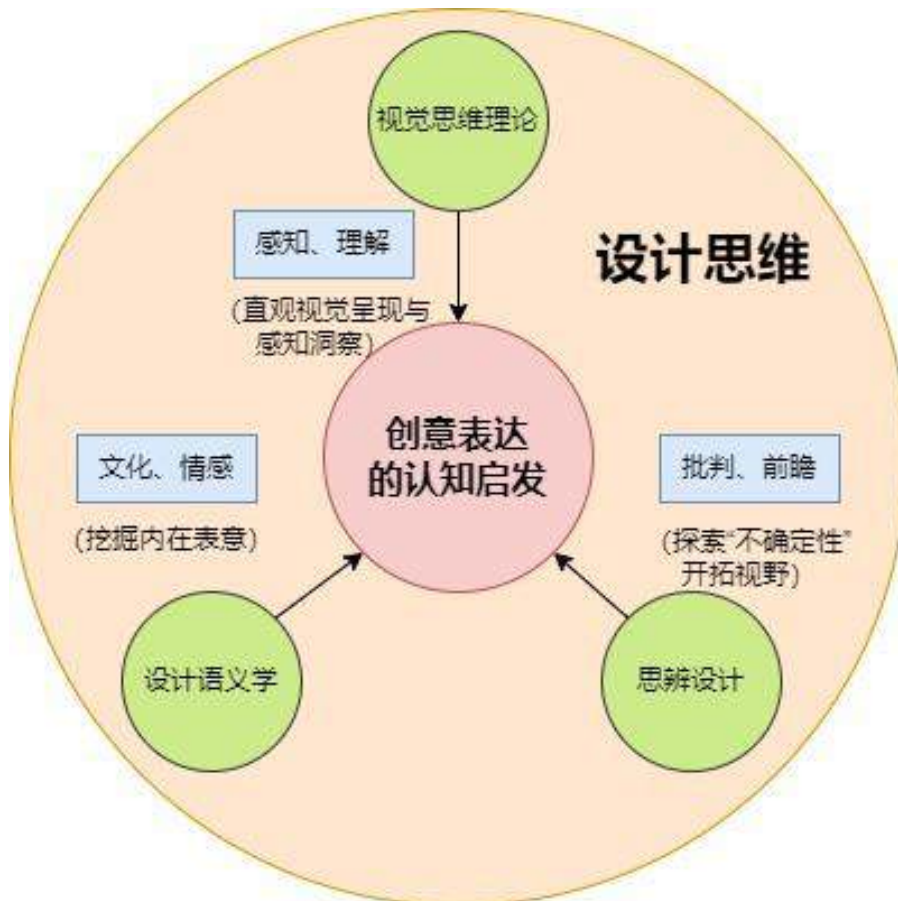 视觉思维理论
感知、理解
(直观视觉呈现与
感知洞察)
设计思维
创意表达
的认知启发
文化、情感
(挖掘内在表意)
批判、前瞻
(探索“不确定性”
开拓视野)
设计语义学
思辨设计